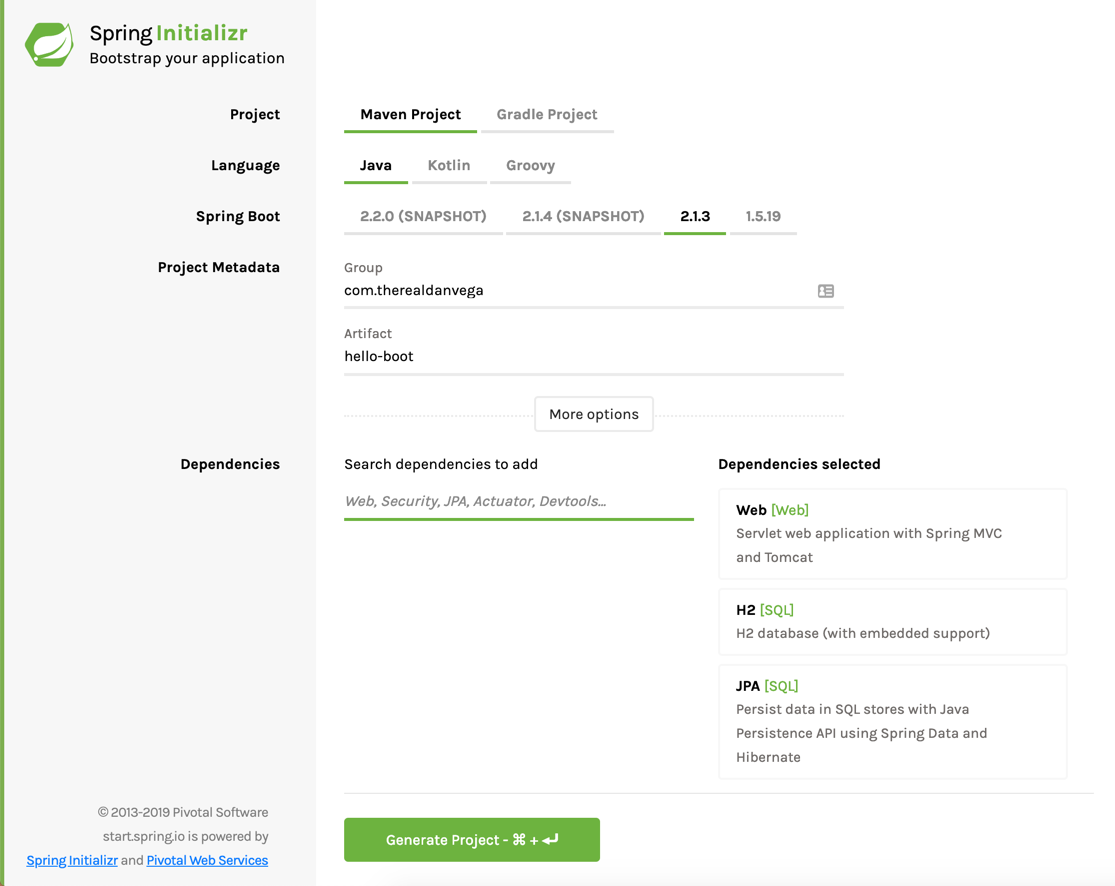 Spring Initializr
Bootstrap your application
Project
Maven Project Gradle Project
Language
Java Kotlin Groovy
Spring Boot
2.2.0 (SNAPSHOT) 2.1.4 (SNAPSHOT) 2.1.3 1.5.19
Project Metadata
Group
com.therealdanvega
Artifact
hello-boot
More options
Dependencies
Search dependencies to add
Web, Security, JPA, Actuator, Devtools...
Dependencies selected
Web [Web]
Servlet web application with Spring MVC
and Tomcat
H2 [SQL]
H2 database (with embedded support)
JPA [SQL]
Persist data in SQL stores with Java
Persistence API using Spring Data and
Hibernate
© 2013-2019 Pivotal Software
start.spring.io is powered by
Spring Initializr and Pivotal Web Services
Generate Project - ⌘ + ↵